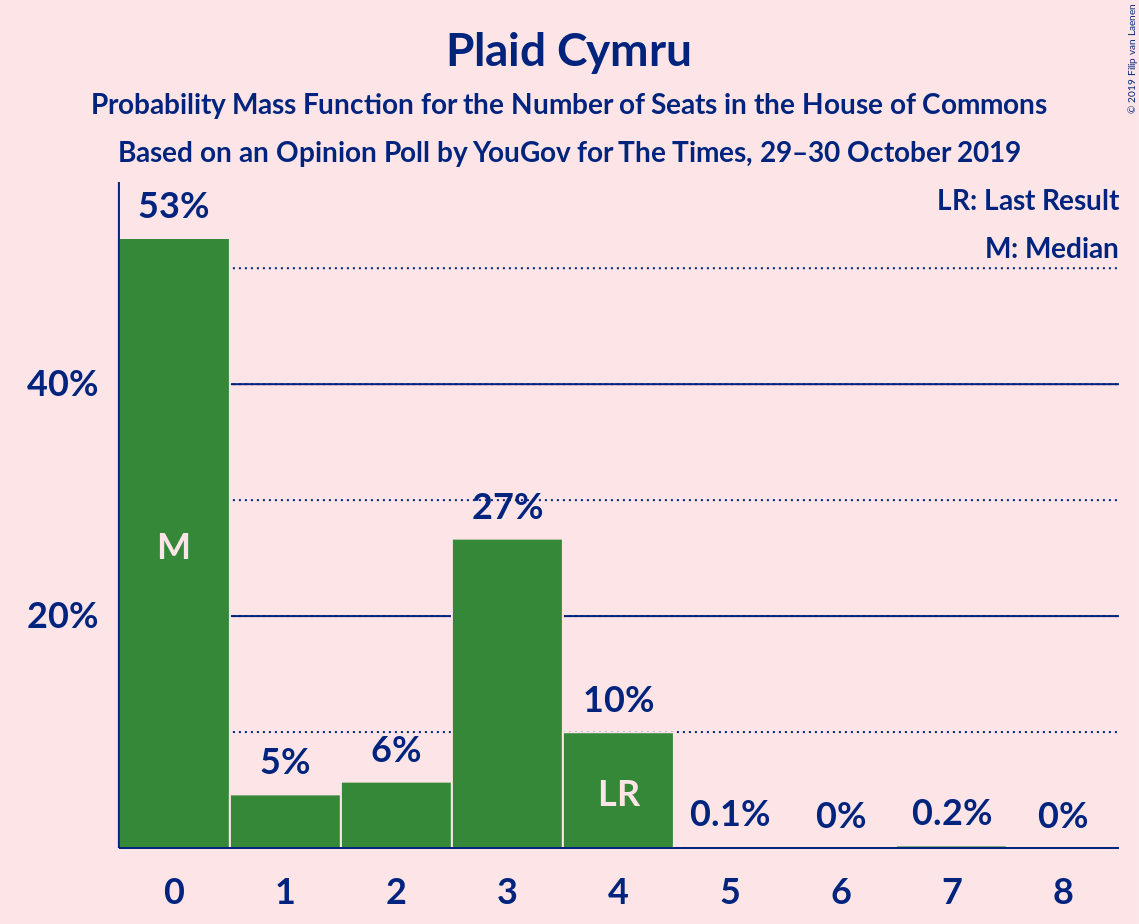 Plaid Cymru
Probability Mass Function for the Number of Seats in the House of Commons
Based on an Opinion Poll by YouGov for The Times, 29–30 October 2019
© 2019 Filip van Laenen
LR: Last Result
M: Median
53%
40%
27%
20%
10%
5%
6%
0.1%
0%
0.2%
0%
M
LR
0 1 2 3 4 5 6 7 8